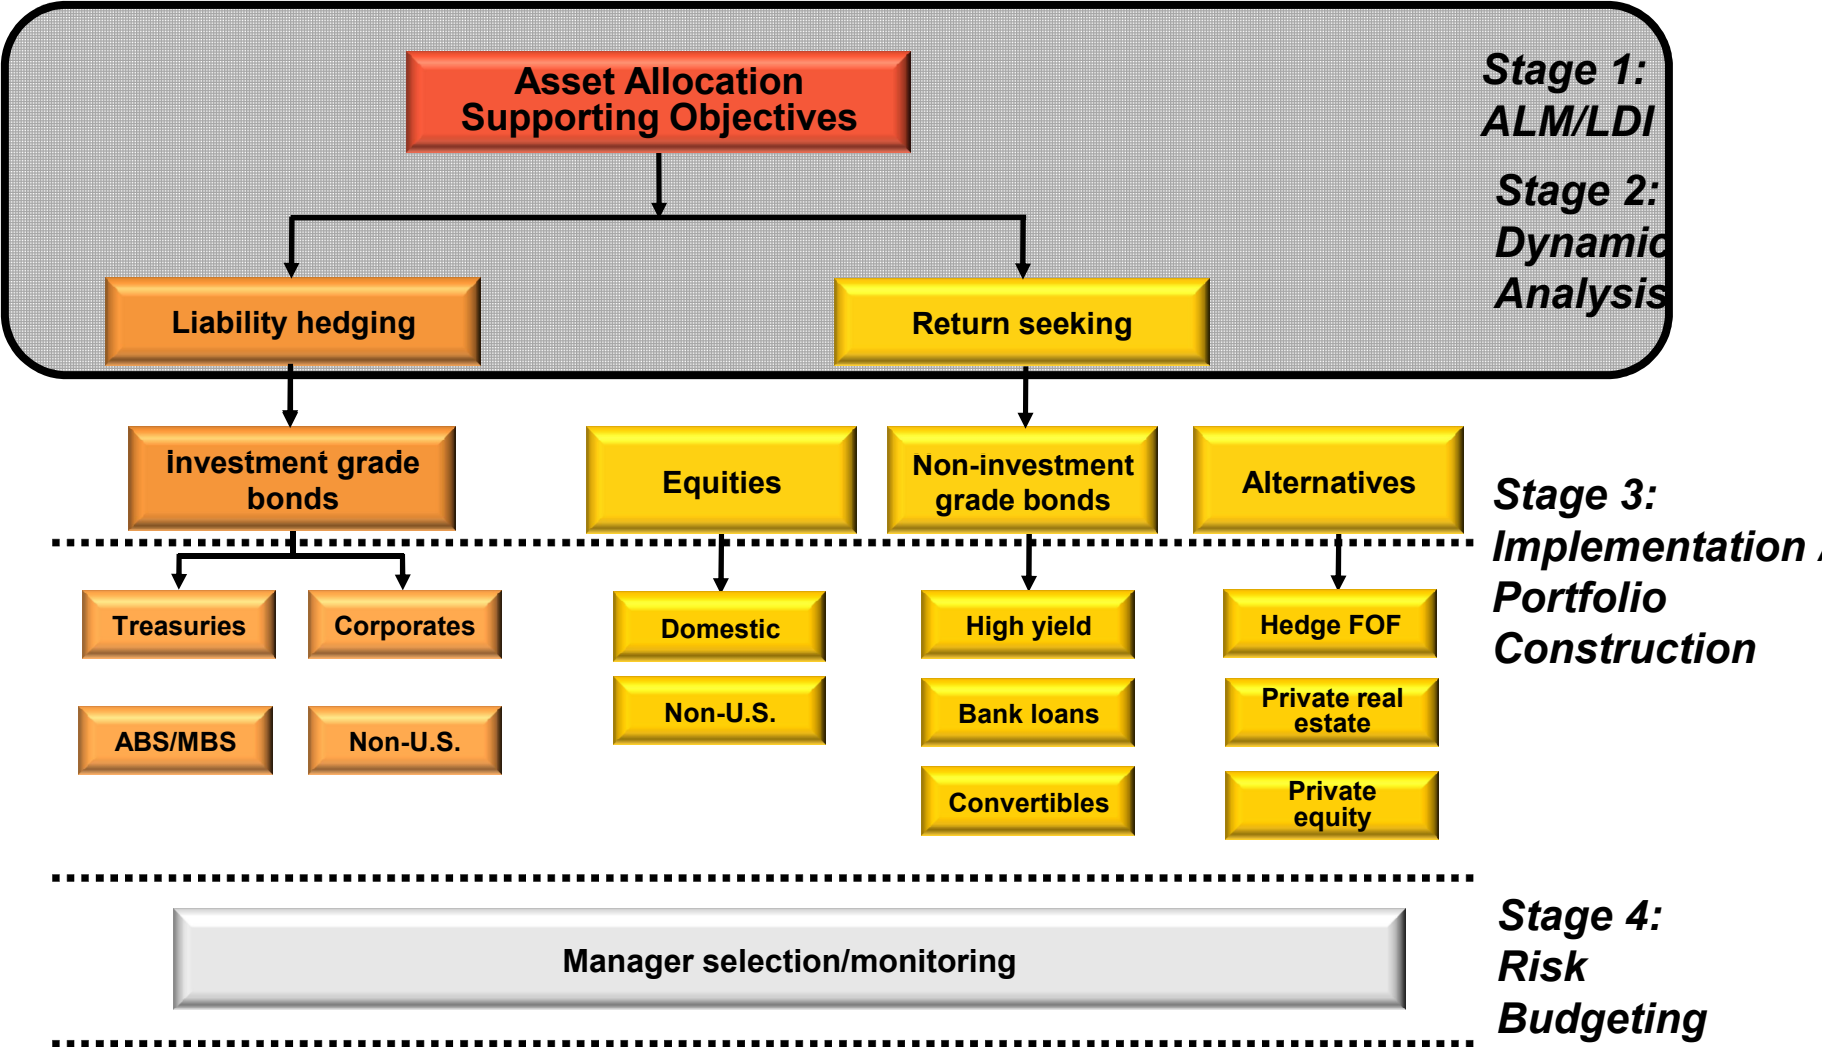 Asset Allocation
Supporting Objectives
Stage 1:
ALM/LDI
Stage 2:
Dynamic
Analysis
Liability hedging
Return seeking
Investment grade
bonds
Equities
Non-investment
grade bonds
Alternatives
Stage 3:
Implementation /
Portfolio
Construction
Treasuries
Corporates
Domestic
High yield
Hedge FOF
ABS/MBS
Non-U.S.
Non-U.S.
Bank loans
Private real
estate
Convertibles
Private
equity
Manager selection/monitoring
Stage 4:
Risk
Budgeting